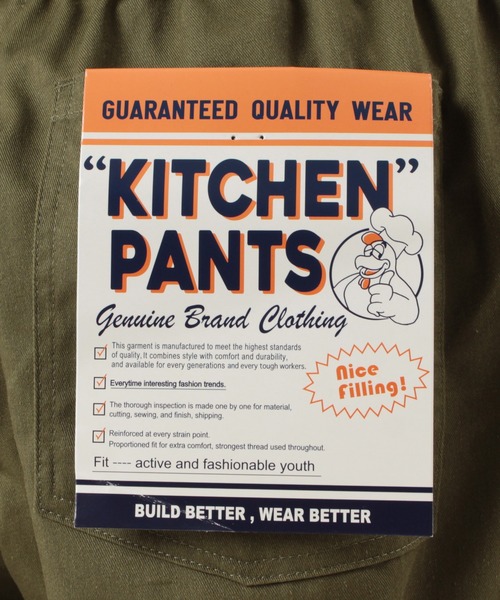 GUARANTEED QUALITY WEAR
“KITCHEN”
PANTS
Genuine Brand Clothing
This garment is manufactured to meet the highest standards
of quality, It combines style with comfort and durability,
and available for every generations and every tough workers.
Everytime interesting fashion trends.
The thorough inspection is made one by one for material,
cutting, sewing, and finish, shipping.
Reinforced at every strain point.
Proportioned fit for extra comfort, strongest thread used throughout.
Nice
Filling!
Fit ---- active and fashionable youth
BUILD BETTER , WEAR BETTER